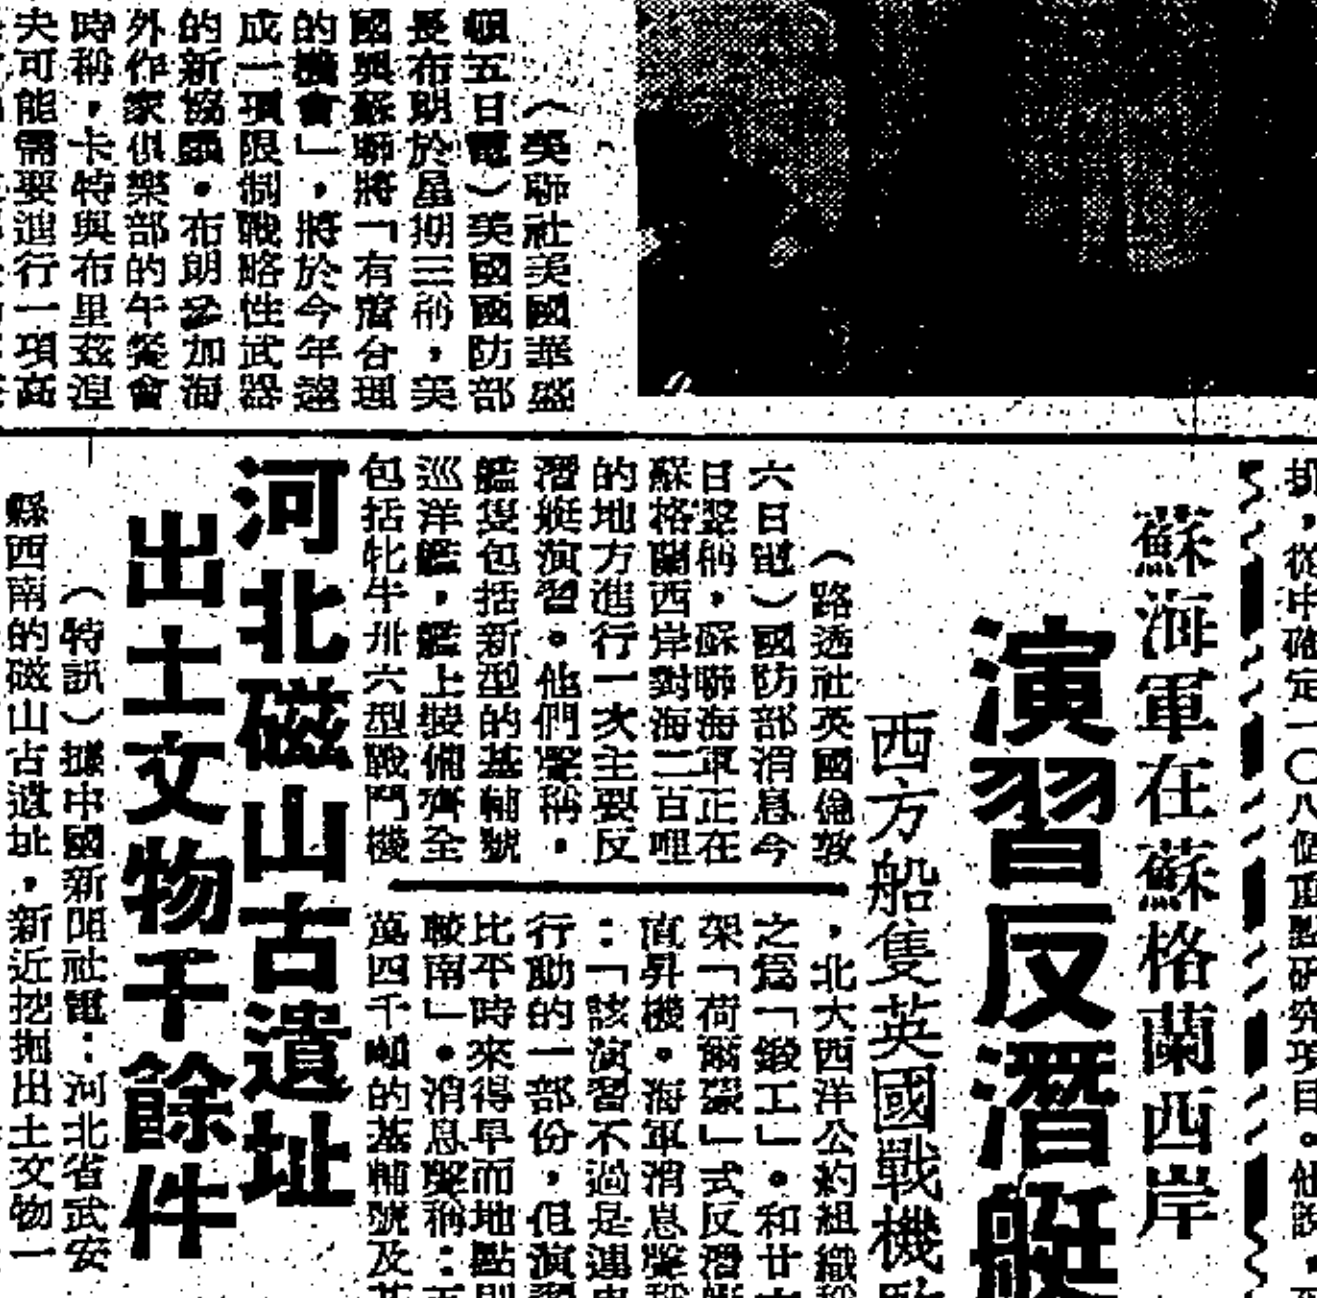 （美聯社美國華盛
頓五日電）美國國防部
長布朗於星期三稱，美
國與蘇聯將「有
的機會」，將於今年達
成一項限制戰略性武器
的新協議。布朗參加海
外作家俱樂部的午餐會
時稱，卡特與布里茲湼
夫可能需要進行一項高
抓，從中確定一〇八個重點研究項目。他說，
蘇海軍在蘇格蘭西岸
演習反潛艇
西方船隻英國戰機
（路透社英國倫敦
六日電）國防部消息今
日聲稱，蘇聯海軍正在
蘇格蘭西岸對海二百哩
的地方進行一次主要反
潛艇演習。他們聲稱，
艦隻包括新型的基輔號
巡洋艦，艦上裝備齊全
包括牝牛卅六型戰鬥機
，北大西洋公約組織稱
之為「鍛工」。和廿
架「荷爾蒙」式反潛
直昇機。海軍消息聲稱
：「該演習不過是連串
行動的一部份，但演習
比平時來得早而地點則
較南」。消息聲稱：
萬四千噸的基輔號及
河北磁山古遺址
出土文物千餘件
（特訊）據中國新聞社電：河北省武安
縣西南的磁山古遺址，新近挖掘出土文物一